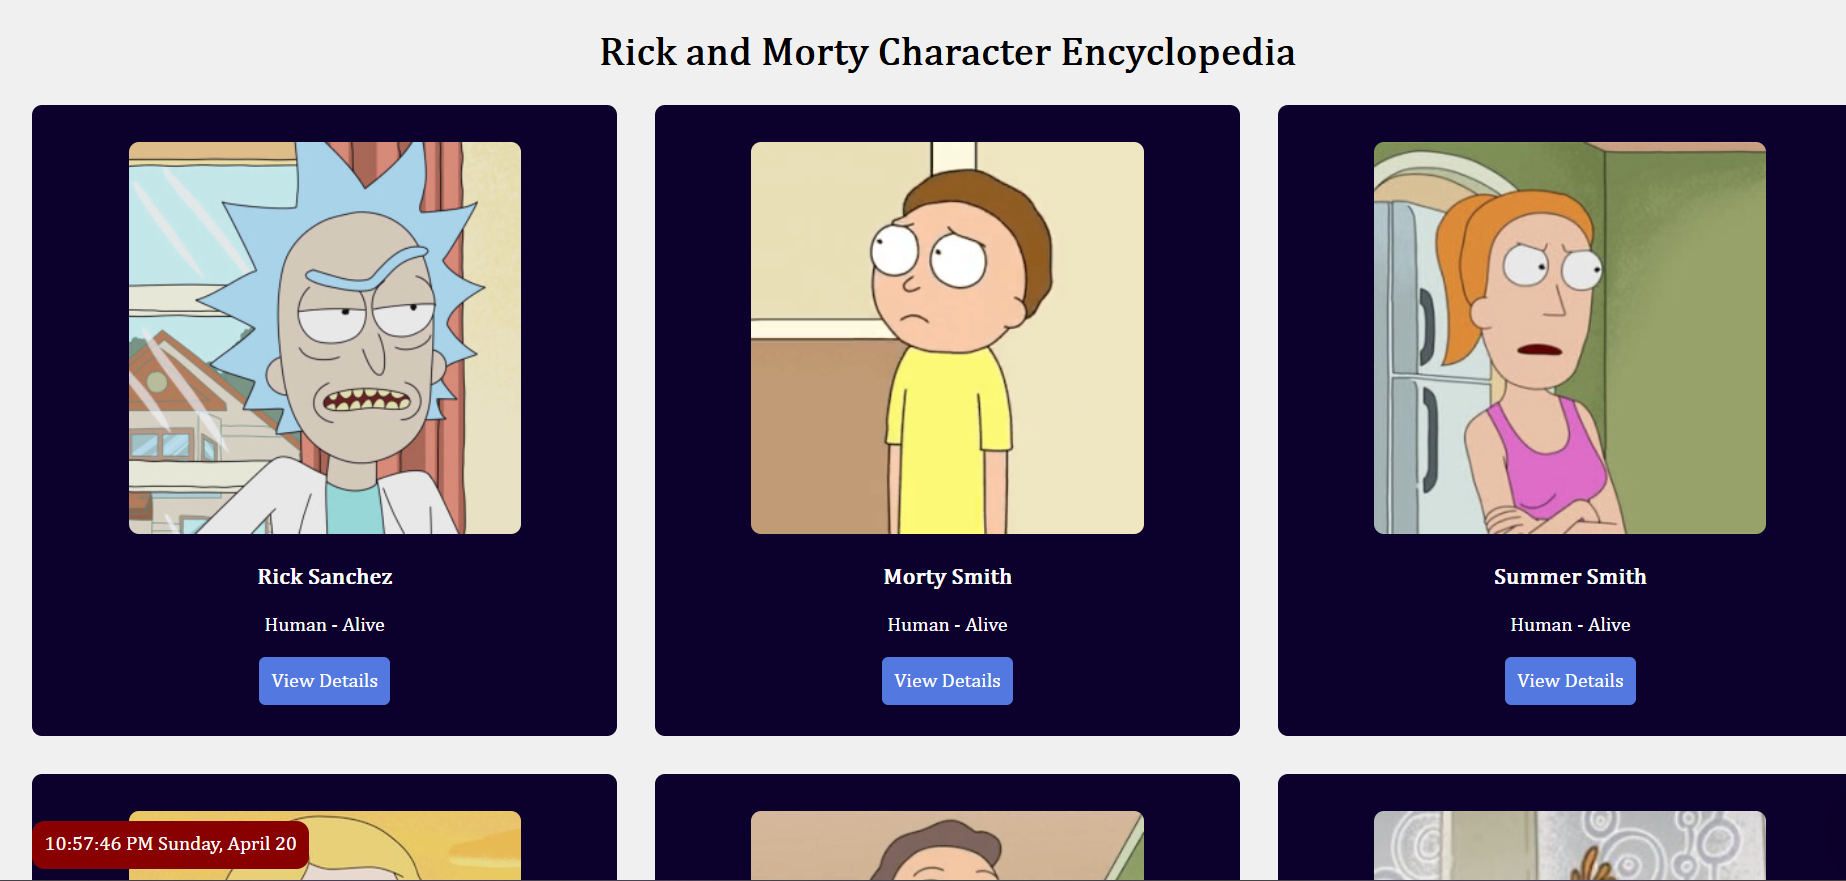 Rick and Morty Character Encyclopedia
Rick Sanchez
Human - Alive
View Details
Morty Smith
Human - Alive
View Details
Summer Smith
Human - Alive
View Details
10:57:46 PM Sunday, April 20